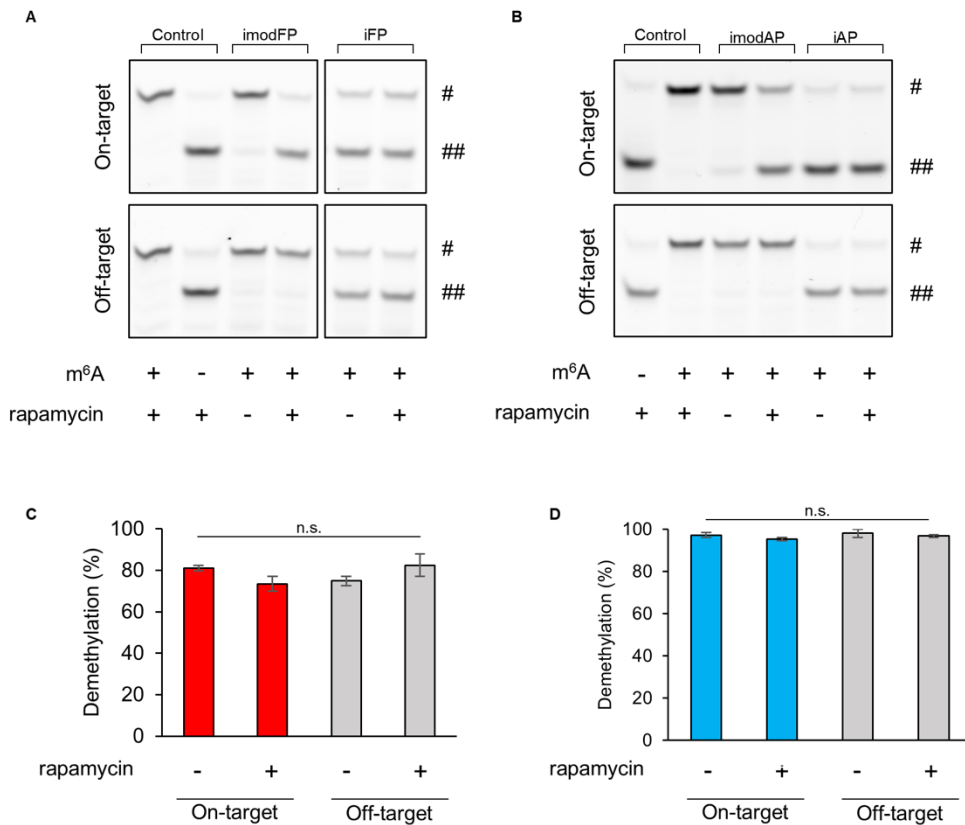 A
Control imodFP iFP
On-target
#
##
Off-target
#
##
m⁶A + - + + + +
rapamycin + + - + - +
B
Control imodAP iAP
On-target
#
##
Off-target
#
##
m⁶A - + + + + +
rapamycin + + - + - +
C
n.s.
Demethylation (%)
100
80
60
40
20
0
rapamycin - + - +
On-target Off-target
D
n.s.
Demethylation (%)
100
80
60
40
20
0
rapamycin - + - +
On-target Off-target